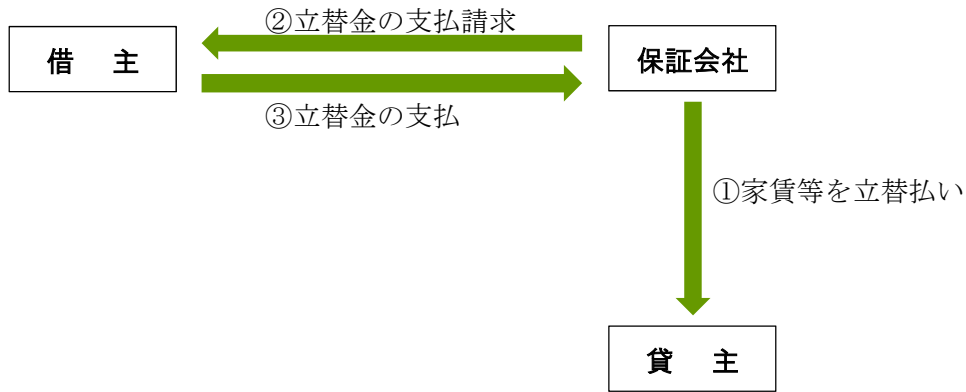 ②立替金の支払請求
借　主
保証会社
③立替金の支払
①家賃等を立替払い
貸　主